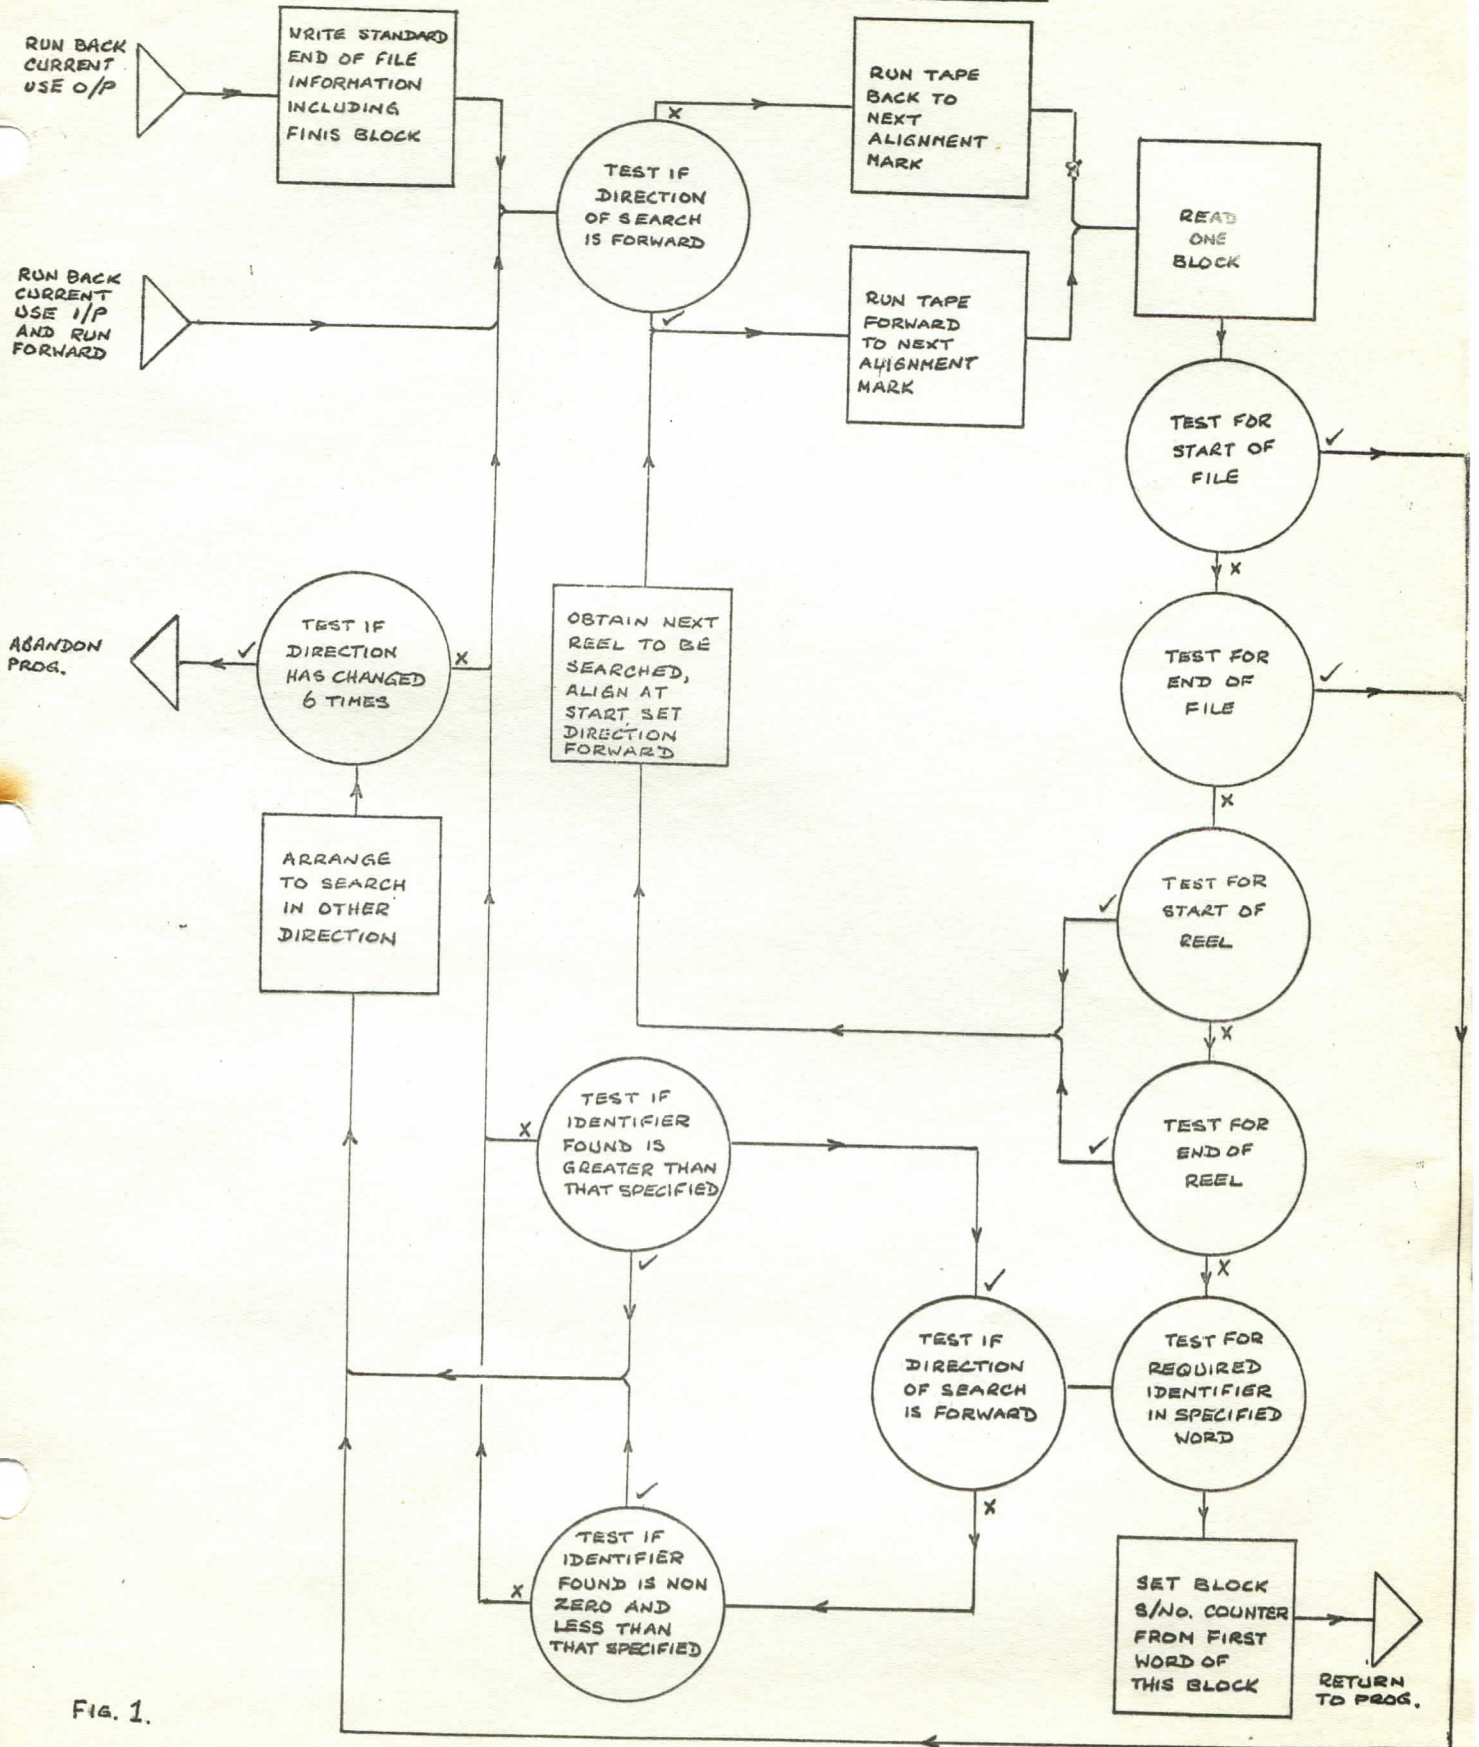 RUN BACK
CURRENT
USE O/P
WRITE STANDARD
END OF FILE
INFORMATION
INCLUDING
FINIS BLOCK
TEST IF
DIRECTION
OF SEARCH
IS FORWARD
RUN TAPE
BACK TO
NEXT
ALIGNMENT
MARK
READ
ONE
BLOCK
RUN BACK
CURRENT
USE I/P
AND RUN
FORWARD
RUN TAPE
FORWARD
TO NEXT
ALIGNMENT
MARK
TEST FOR
START OF
FILE
ABANDON
PROG.
TEST IF
DIRECTION
HAS CHANGED
6 TIMES
OBTAIN NEXT
REEL TO BE
SEARCHED,
ALIGN AT
START SET
DIRECTION
FORWARD
TEST FOR
END OF
FILE
ARRANGE
TO SEARCH
IN OTHER
DIRECTION
TEST FOR
START OF
REEL
TEST IF
IDENTIFIER
FOUND IS
GREATER THAN
THAT SPECIFIED
TEST FOR
END OF
REEL
TEST IF
DIRECTION
OF SEARCH
IS FORWARD
TEST FOR
REQUIRED
IDENTIFIER
IN SPECIFIED
WORD
TEST IF
IDENTIFIER
FOUND IS NON
ZERO AND
LESS THAN
THAT SPECIFIED
SET BLOCK
S/NO. COUNTER
FROM FIRST
WORD OF
THIS BLOCK
RETURN
TO PROG.
FIG. 1.